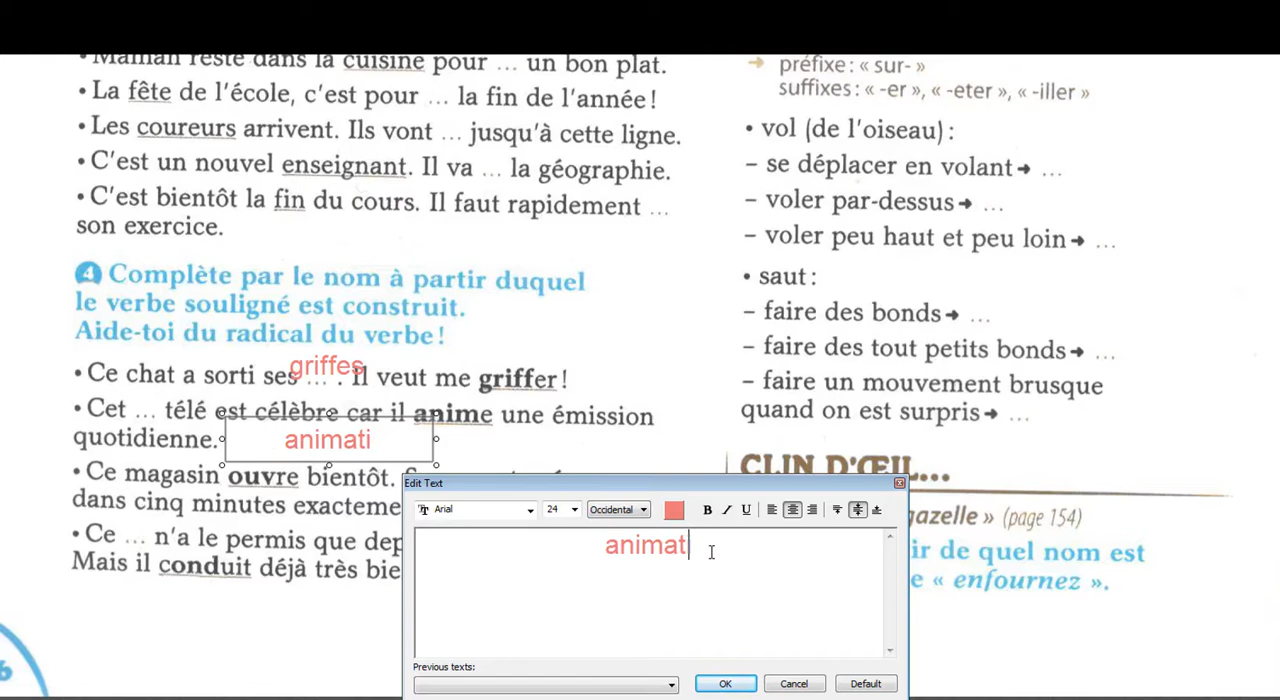 Maman reste dans la cuisine pour ... un bon plat.
• La fête de l'école, c'est pour ... la fin de l'année !
• Les coureurs arrivent. Ils vont ... jusqu'à cette ligne.
• C'est un nouvel enseignant. Il va ... la géographie.
• C'est bientôt la fin du cours. Il faut rapidement ...
son exercice.
4 Complète par le nom à partir duquel
le verbe souligné est construit.
Aide-toi du radical du verbe !
griffes
• Ce chat a sorti ses ... . Il veut me griffer !
• Cet ... télé est célèbre car il anime une émission
quotidienne.
animati
• Ce magasin ouvre bientôt.
dans cinq minutes exacteme
• Ce ... n'a le permis que dep
Mais il conduit déjà très bie
6
→ préfixe : « sur- »
suffixes : « -er », « -eter », « -iller »
• vol (de l'oiseau) :
– se déplacer en volant → ...
– voler par-dessus → ...
– voler peu haut et peu loin → ...
• saut :
– faire des bonds → ...
– faire des tout petits bonds → ...
– faire un mouvement brusque
quand on est surpris → ...
CLIN D'ŒIL...
gazelle » (page 154)
ir de quel nom est
e « enfournez ».
Edit Text
Arial 24 Occidental B I U
animat
Previous texts:
OK Cancel Default